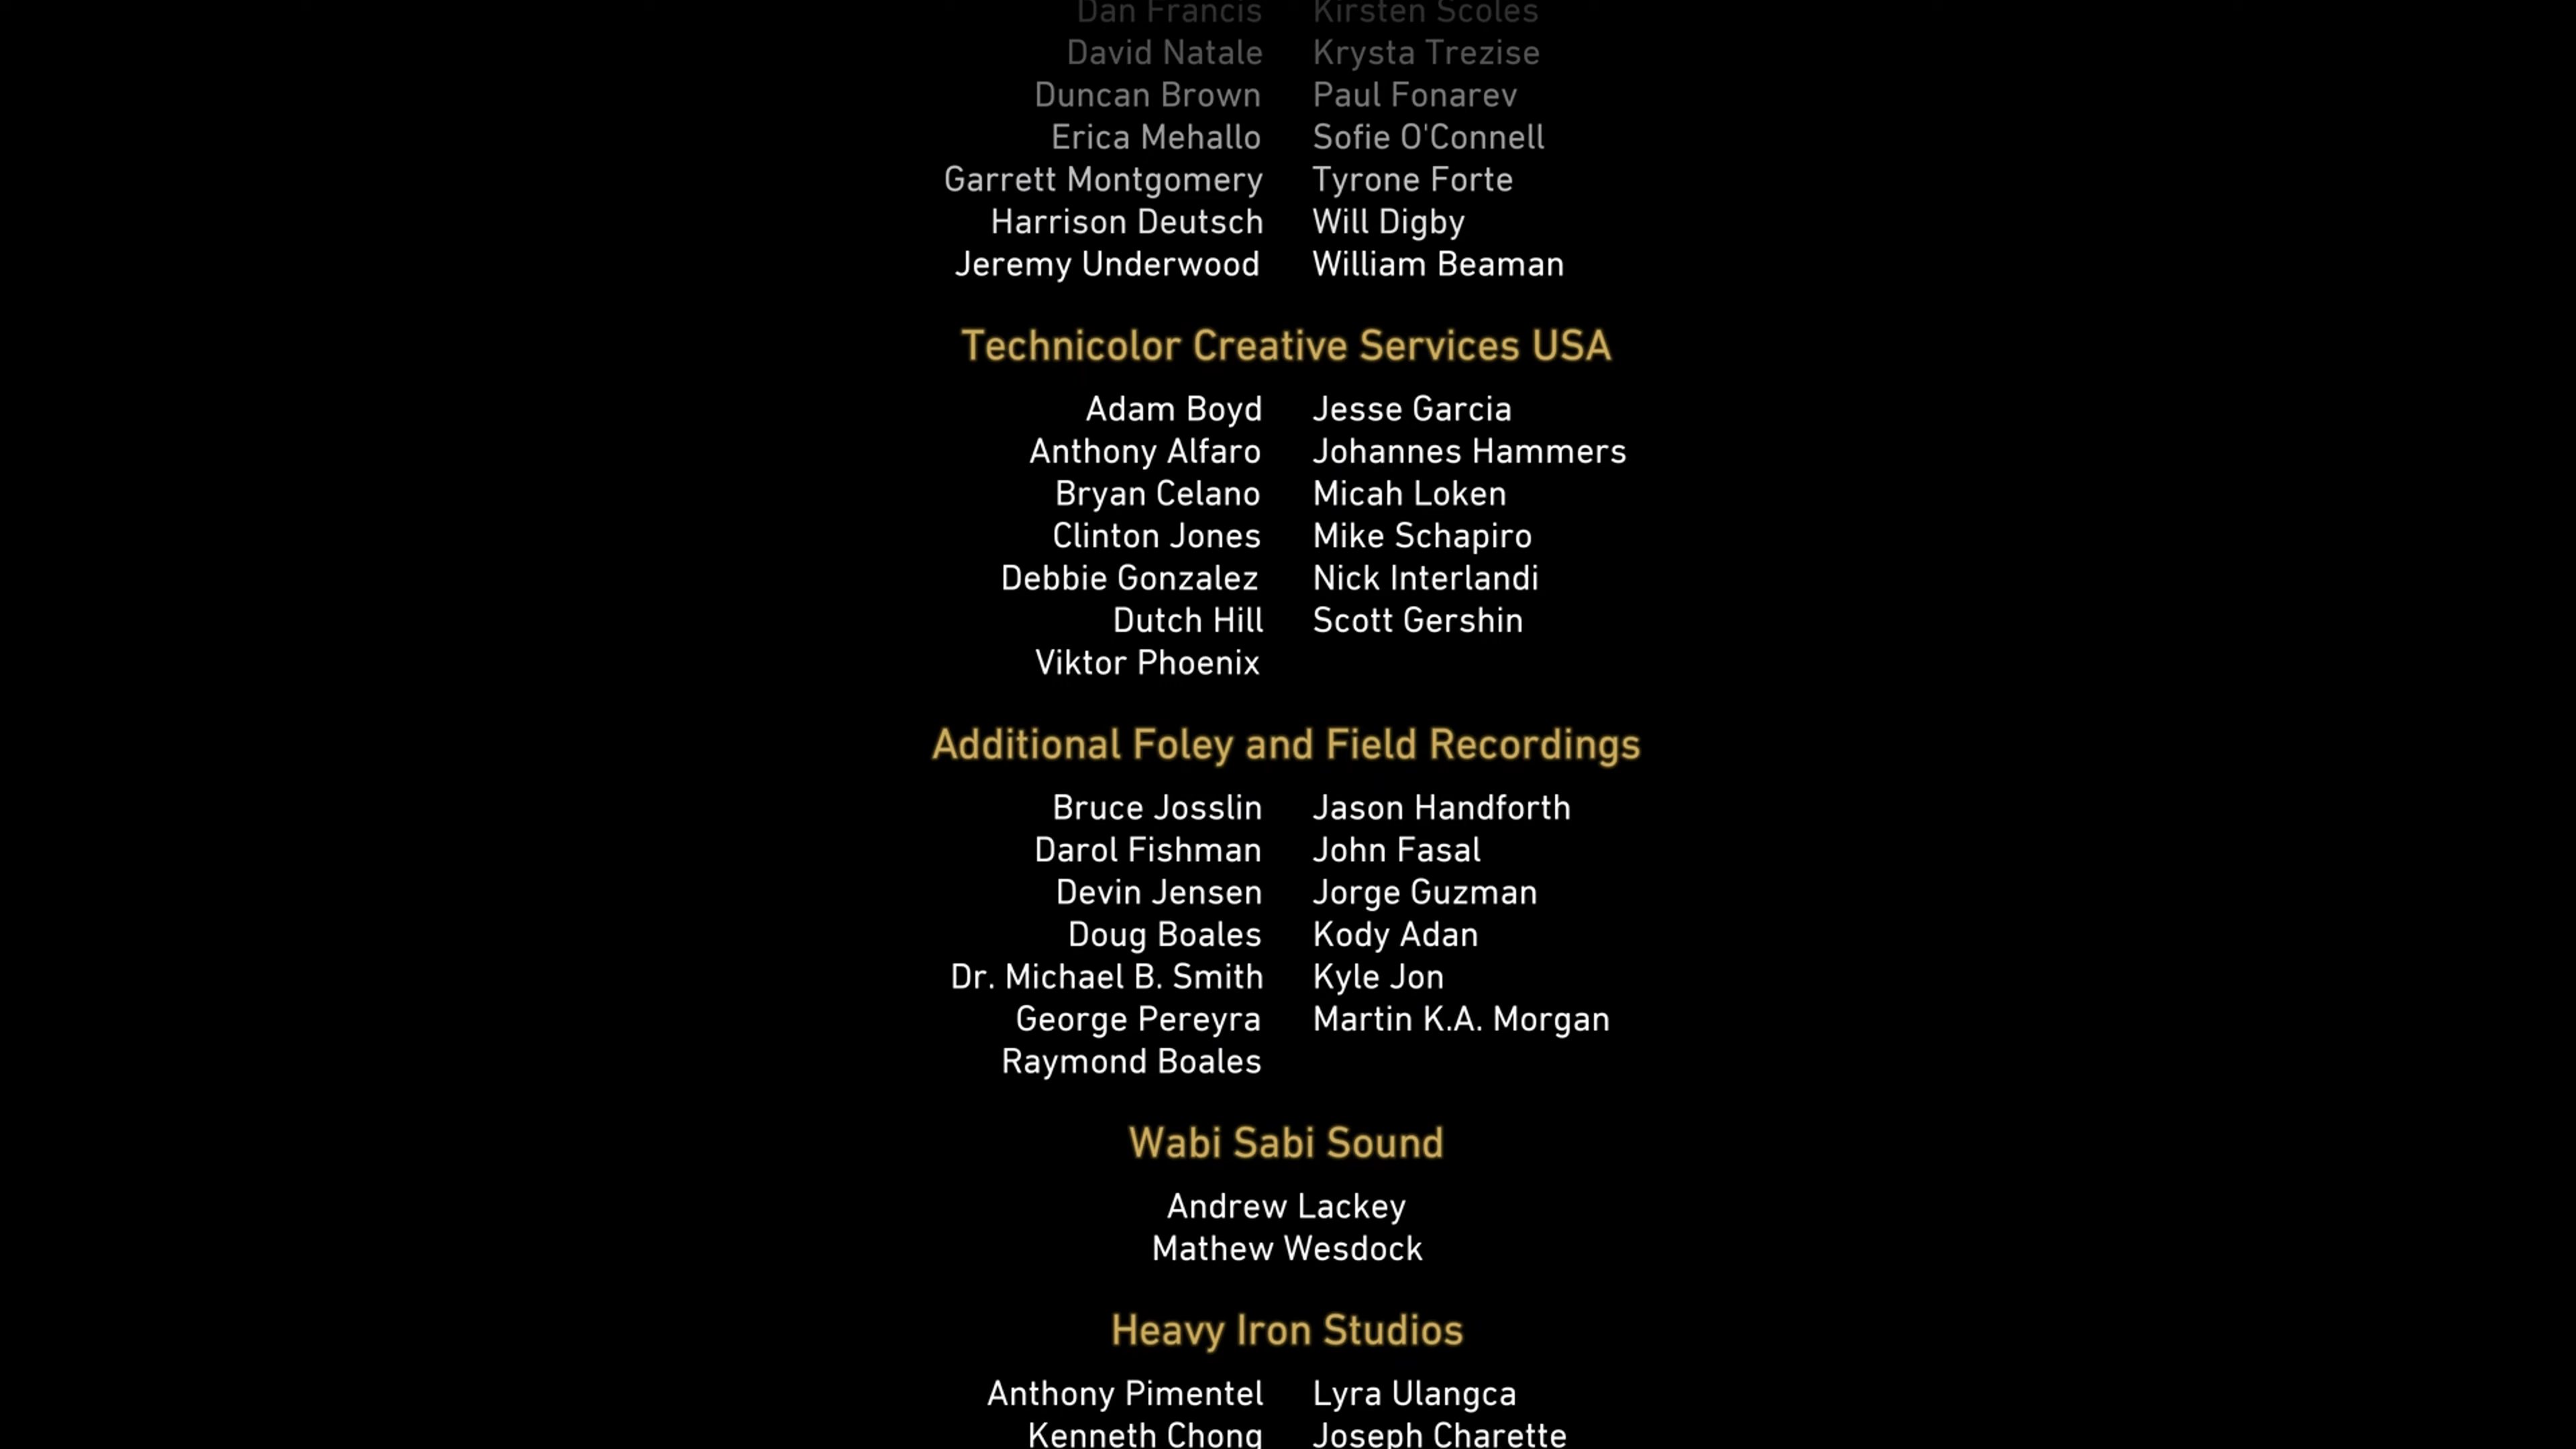 Dan Francis Kirsten Scoles
David Natale Krysta Trezise
Duncan Brown Paul Fonarev
Erica Mehallo Sofie O'Connell
Garrett Montgomery Tyrone Forte
Harrison Deutsch Will Digby
Jeremy Underwood William Beaman
Technicolor Creative Services USA
Adam Boyd Jesse Garcia
Anthony Alfaro Johannes Hammers
Bryan Celano Micah Loken
Clinton Jones Mike Schapiro
Debbie Gonzalez Nick Interlandi
Dutch Hill Scott Gershin
Viktor Phoenix
Additional Foley and Field Recordings
Bruce Josslin Jason Handforth
Darol Fishman John Fasal
Devin Jensen Jorge Guzman
Doug Boales Kody Adan
Dr. Michael B. Smith Kyle Jon
George Pereyra Martin K.A. Morgan
Raymond Boales
Wabi Sabi Sound
Andrew Lackey
Mathew Wesdock
Heavy Iron Studios
Anthony Pimentel Lyra Ulangca
Kenneth Chong Joseph Charette